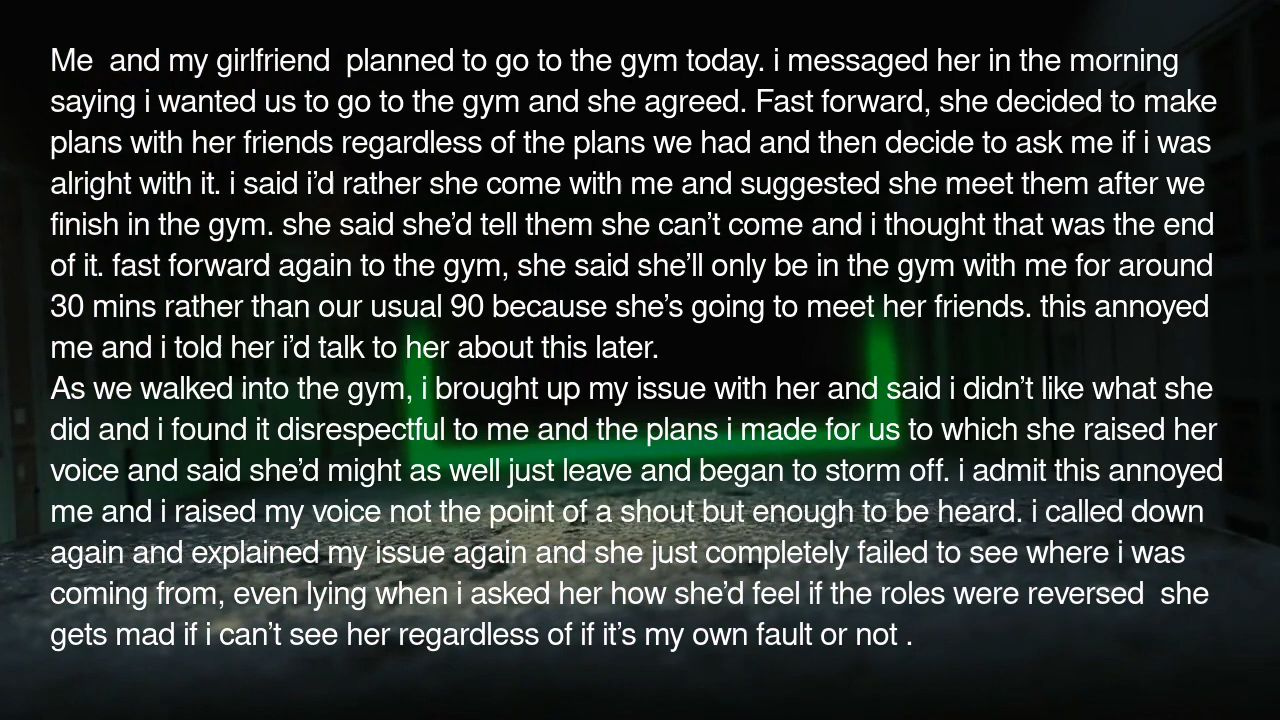 Me  and my girlfriend  planned to go to the gym today. i messaged her in the morning
saying i wanted us to go to the gym and she agreed. Fast forward, she decided to make
plans with her friends regardless of the plans we had and then decide to ask me if i was
alright with it. i said i’d rather she come with me and suggested she meet them after we
finish in the gym. she said she’d tell them she can’t come and i thought that was the end
of it. fast forward again to the gym, she said she’ll only be in the gym with me for around
30 mins rather than our usual 90 because she’s going to meet her friends. this annoyed
me and i told her i’d talk to her about this later.
As we walked into the gym, i brought up my issue with her and said i didn’t like what she
did and i found it disrespectful to me and the plans i made for us to which she raised her
voice and said she’d might as well just leave and began to storm off. i admit this annoyed
me and i raised my voice not the point of a shout but enough to be heard. i called down
again and explained my issue again and she just completely failed to see where i was
coming from, even lying when i asked her how she’d feel if the roles were reversed  she
gets mad if i can’t see her regardless of if it’s my own fault or not .